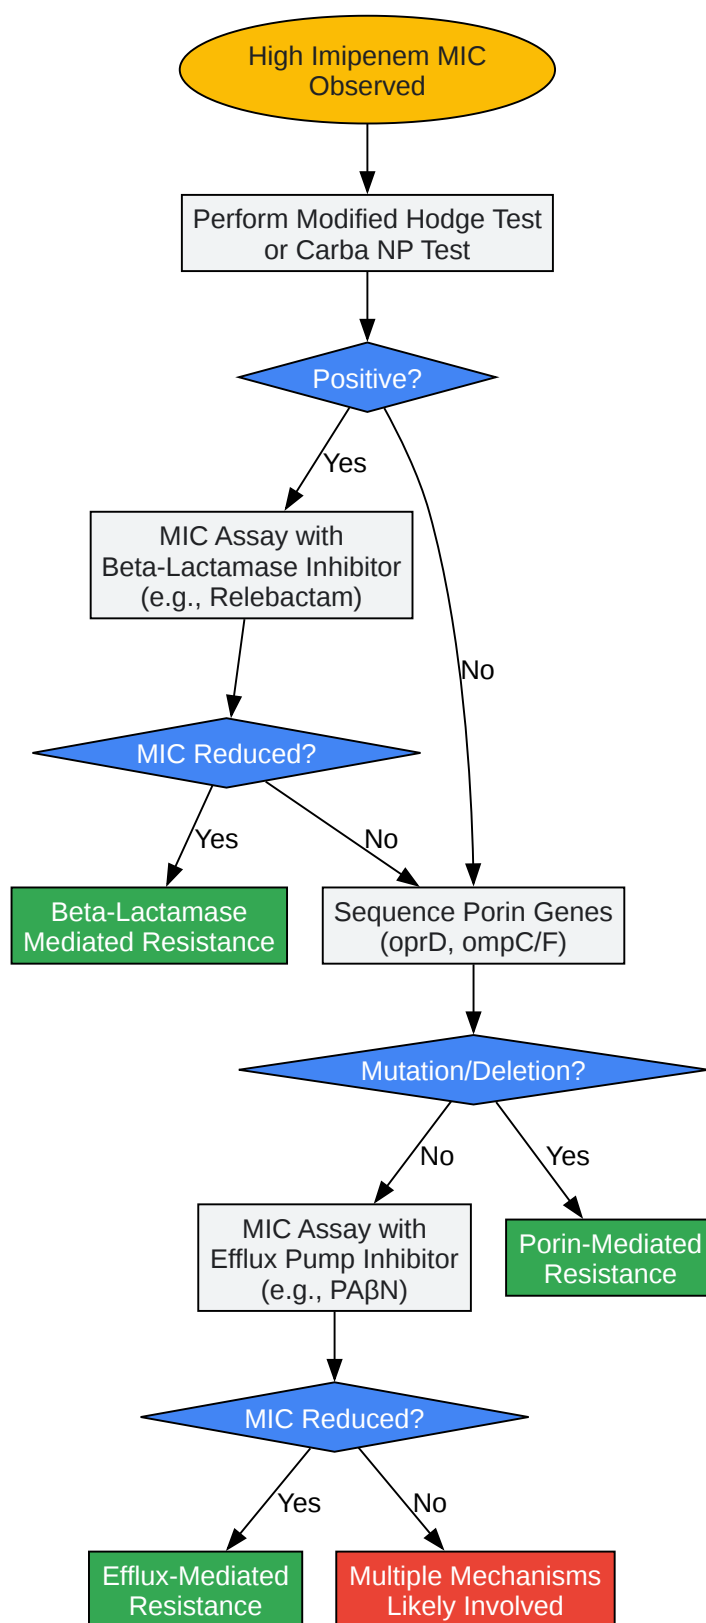 High Imipenem MIC
Observed
Perform Modified Hodge Test
or Carba NP Test
Positive?
Yes
MIC Assay with
Beta-Lactamase Inhibitor
(e.g., Relebactam)
No
MIC Reduced?
Yes
No
Beta-Lactamase
Mediated Resistance
Sequence Porin Genes
(oprD, ompC/F)
Mutation/Deletion?
No
Yes
MIC Assay with
Efflux Pump Inhibitor
(e.g., PAβN)
Porin-Mediated
Resistance
MIC Reduced?
Yes
No
Efflux-Mediated
Resistance
Multiple Mechanisms
Likely Involved